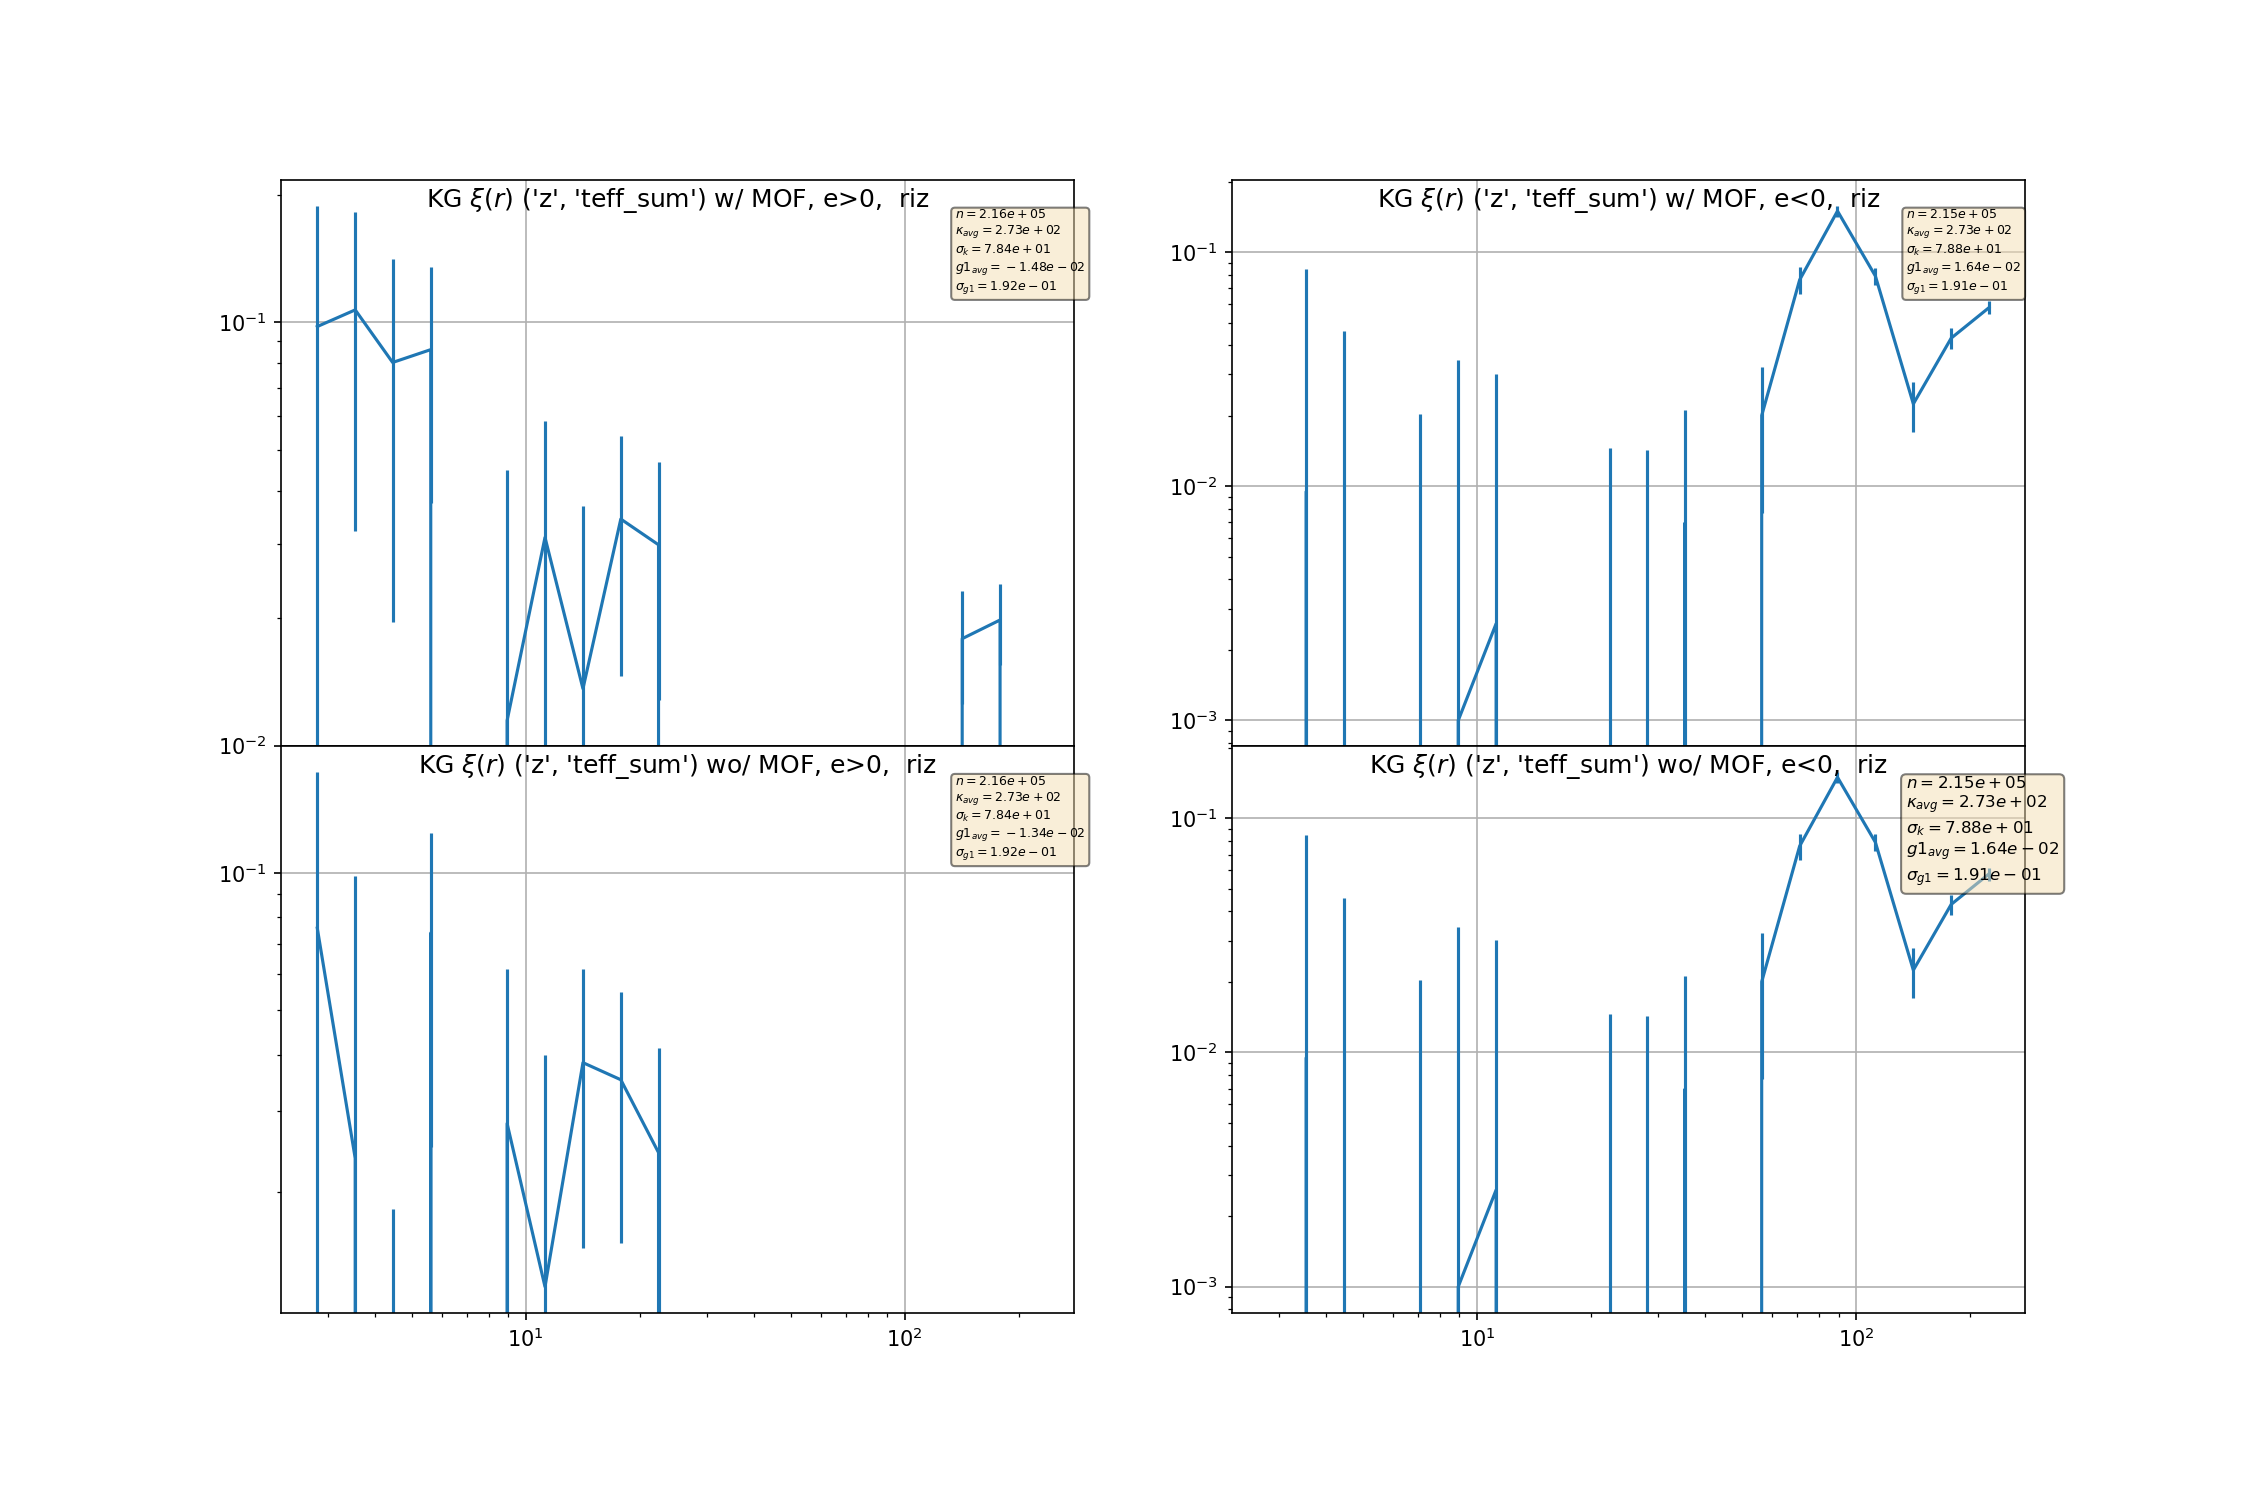 KG ξ(r) ('z', 'teff_sum') w/ MOF, e>0,  riz
n = 2.16e + 05
κavg = 2.73e + 02
σk = 7.84e + 01
g1avg = − 1.48e − 02
σg1 = 1.92e − 01
10⁻¹
10⁻²
KG ξ(r) ('z', 'teff_sum') w/ MOF, e<0,  riz
n = 2.15e + 05
κavg = 2.73e + 02
σk = 7.88e + 01
g1avg = 1.64e − 02
σg1 = 1.91e − 01
10⁻¹
10⁻²
10⁻³
KG ξ(r) ('z', 'teff_sum') wo/ MOF, e>0,  riz
n = 2.16e + 05
κavg = 2.73e + 02
σk = 7.84e + 01
g1avg = − 1.34e − 02
σg1 = 1.92e − 01
10⁻¹
10¹ 10²
KG ξ(r) ('z', 'teff_sum') wo/ MOF, e<0,  riz
n = 2.15e + 05
κavg = 2.73e + 02
σk = 7.88e + 01
g1avg = 1.64e − 02
σg1 = 1.91e − 01
10⁻¹
10⁻²
10⁻³
10¹ 10²